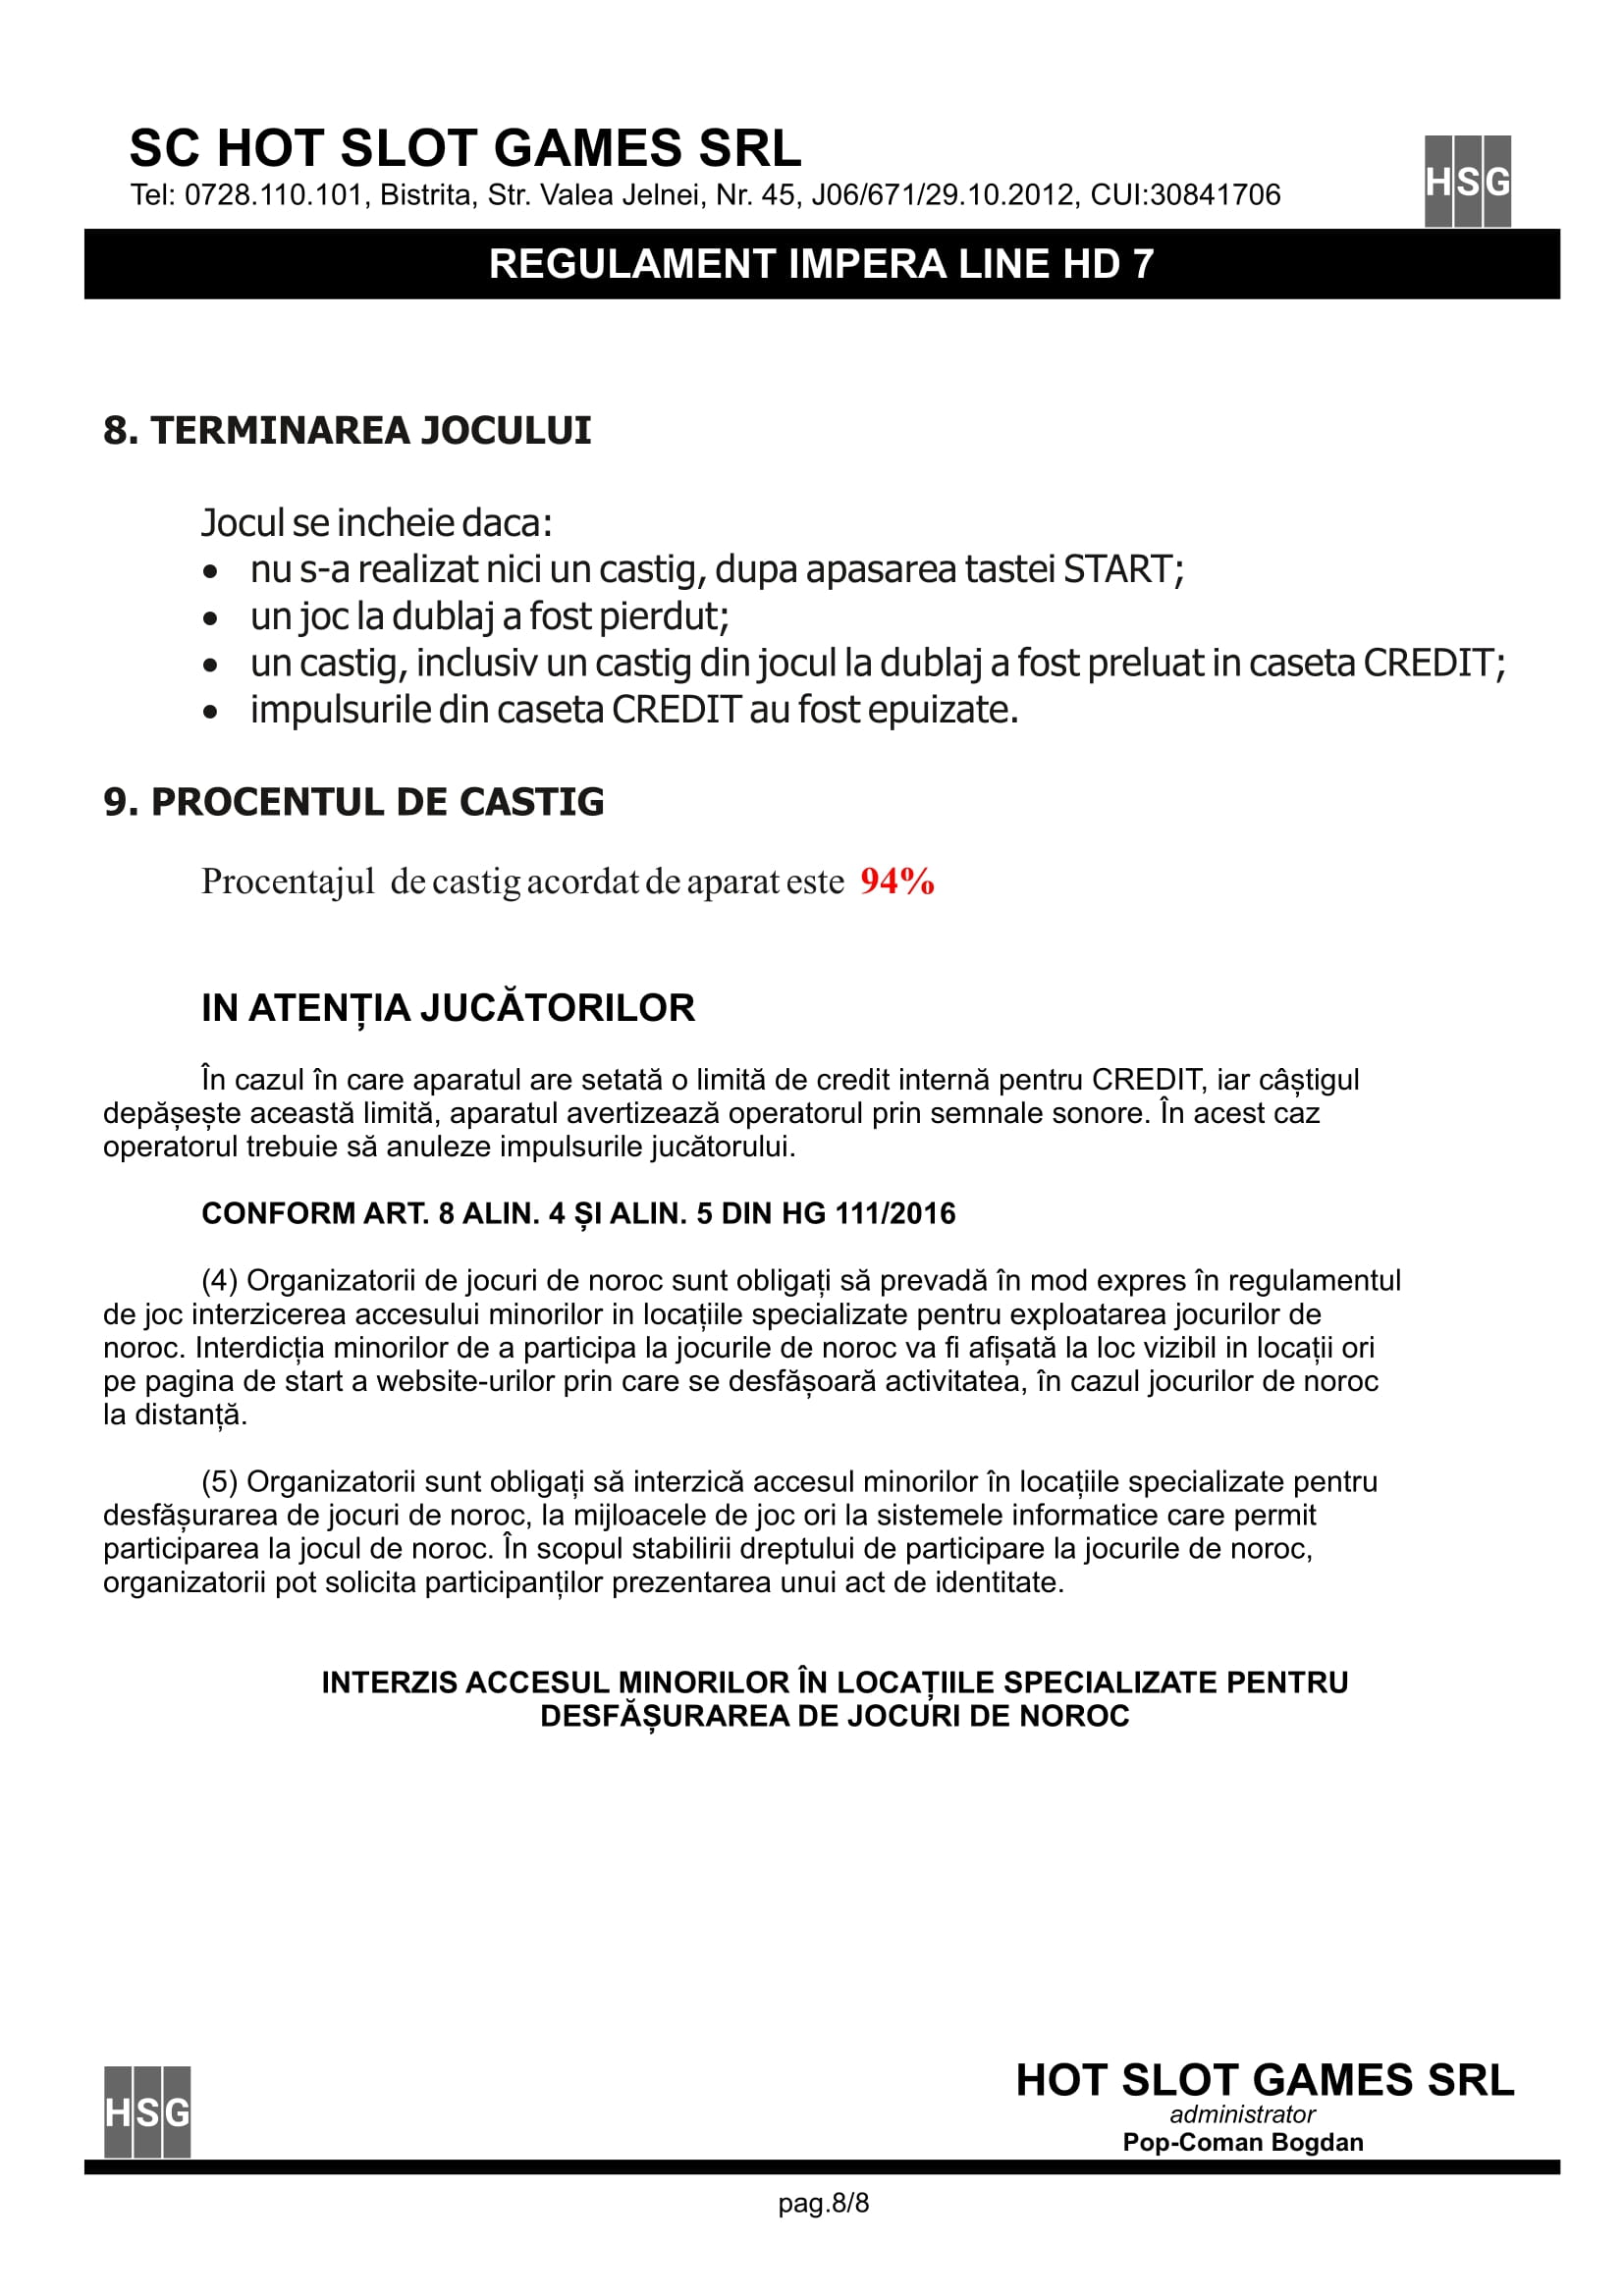 SC HOT SLOT GAMES SRL
Tel: 0728.110.101, Bistrita, Str. Valea Jelnei, Nr. 45, J06/671/29.10.2012, CUI:30841706
HSG
REGULAMENT IMPERA LINE HD 7
8. TERMINAREA JOCULUI
Jocul se incheie daca:
• nu s-a realizat nici un castig, dupa apasarea tastei START;
• un joc la dublaj a fost pierdut;
• un castig, inclusiv un castig din jocul la dublaj a fost preluat in caseta CREDIT;
• impulsurile din caseta CREDIT au fost epuizate.
9. PROCENTUL DE CASTIG
Procentajul de castig acordat de aparat este 94%
IN ATENȚIA JUCĂTORILOR
În cazul în care aparatul are setată o limită de credit internă pentru CREDIT, iar câștigul
depășește această limită, aparatul avertizează operatorul prin semnale sonore. În acest caz
operatorul trebuie să anuleze impulsurile jucătorului.
CONFORM ART. 8 ALIN. 4 ȘI ALIN. 5 DIN HG 111/2016
(4) Organizatorii de jocuri de noroc sunt obligați să prevadă în mod expres în regulamentul
de joc interzicerea accesului minorilor in locațiile specializate pentru exploatarea jocurilor de
noroc. Interdicția minorilor de a participa la jocurile de noroc va fi afișată la loc vizibil in locații ori
pe pagina de start a website-urilor prin care se desfășoară activitatea, în cazul jocurilor de noroc
la distanță.
(5) Organizatorii sunt obligați să interzică accesul minorilor în locațiile specializate pentru
desfășurarea de jocuri de noroc, la mijloacele de joc ori la sistemele informatice care permit
participarea la jocul de noroc. În scopul stabilirii dreptului de participare la jocurile de noroc,
organizatorii pot solicita participanților prezentarea unui act de identitate.
INTERZIS ACCESUL MINORILOR ÎN LOCAȚIILE SPECIALIZATE PENTRU
DESFĂȘURAREA DE JOCURI DE NOROC
HSG
HOT SLOT GAMES SRL
administrator
Pop-Coman Bogdan
pag.8/8